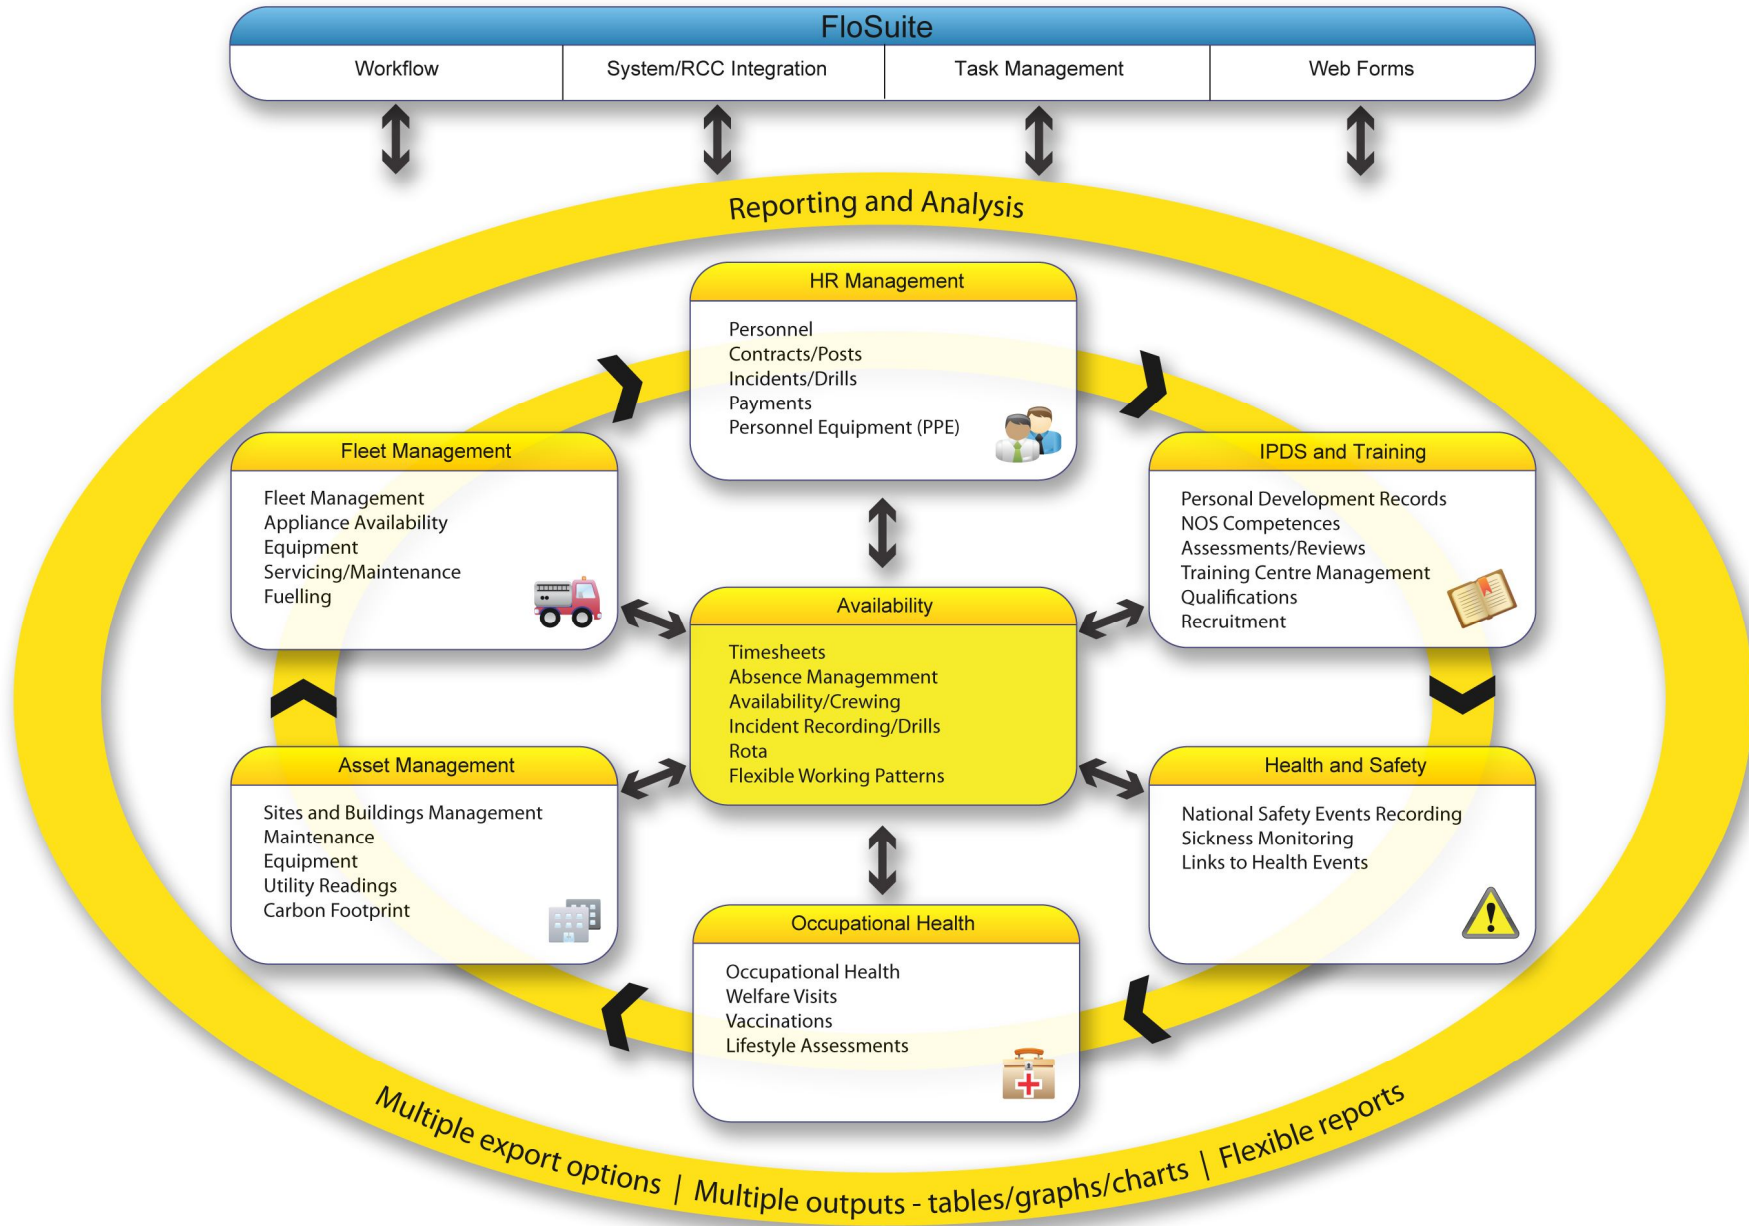 FloSuite
Workflow
System/RCC Integration
Task Management
Web Forms
Reporting and Analysis
HR Management
Personnel
Contracts/Posts
Incidents/Drills
Payments
Personnel Equipment (PPE)
Fleet Management
Fleet Management
Appliance Availability
Equipment
Servicing/Maintenance
Fuelling
IPDS and Training
Personal Development Records
NOS Competences
Assessments/Reviews
Training Centre Management
Qualifications
Recruitment
Availability
Timesheets
Absence Managemment
Availability/Crewing
Incident Recording/Drills
Rota
Flexible Working Patterns
Asset Management
Sites and Buildings Management
Maintenance
Equipment
Utility Readings
Carbon Footprint
Health and Safety
National Safety Events Recording
Sickness Monitoring
Links to Health Events
Occupational Health
Occupational Health
Welfare Visits
Vaccinations
Lifestyle Assessments
Multiple export options | Multiple outputs - tables/graphs/charts | Flexible reports